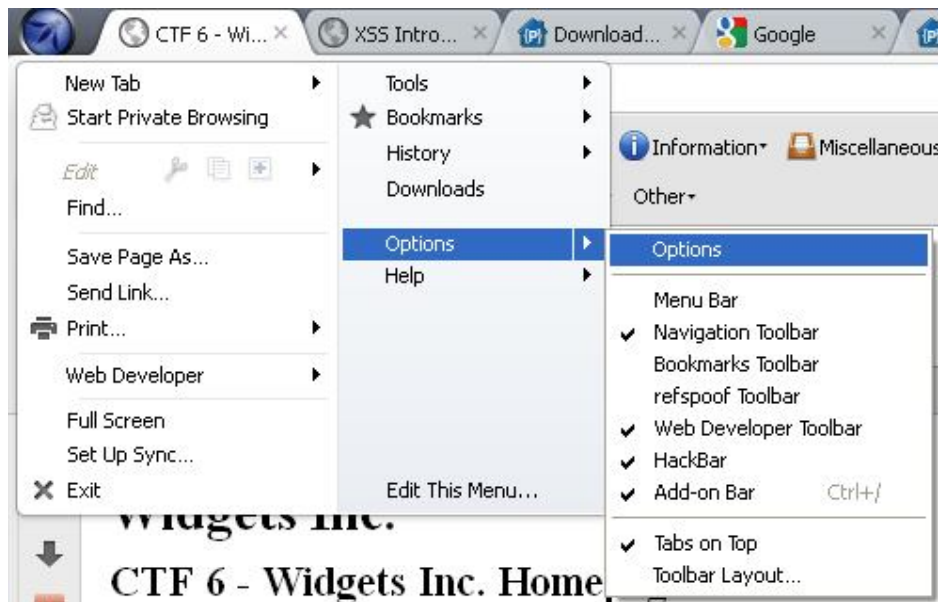 CTF 6 - Wi...
XSS Intro...
Download...
Google
New Tab
Start Private Browsing
Edit
Find...
Save Page As...
Send Link...
Print...
Web Developer
Full Screen
Set Up Sync...
Exit
Tools
Bookmarks
History
Downloads
Options
Help
Edit This Menu...
Information
Miscellaneous
Other
Options
Menu Bar
Navigation Toolbar
Bookmarks Toolbar
refspoof Toolbar
Web Developer Toolbar
HackBar
Add-on Bar Ctrl+/
Tabs on Top
Toolbar Layout...
Widgets Inc.
CTF 6 - Widgets Inc. Home